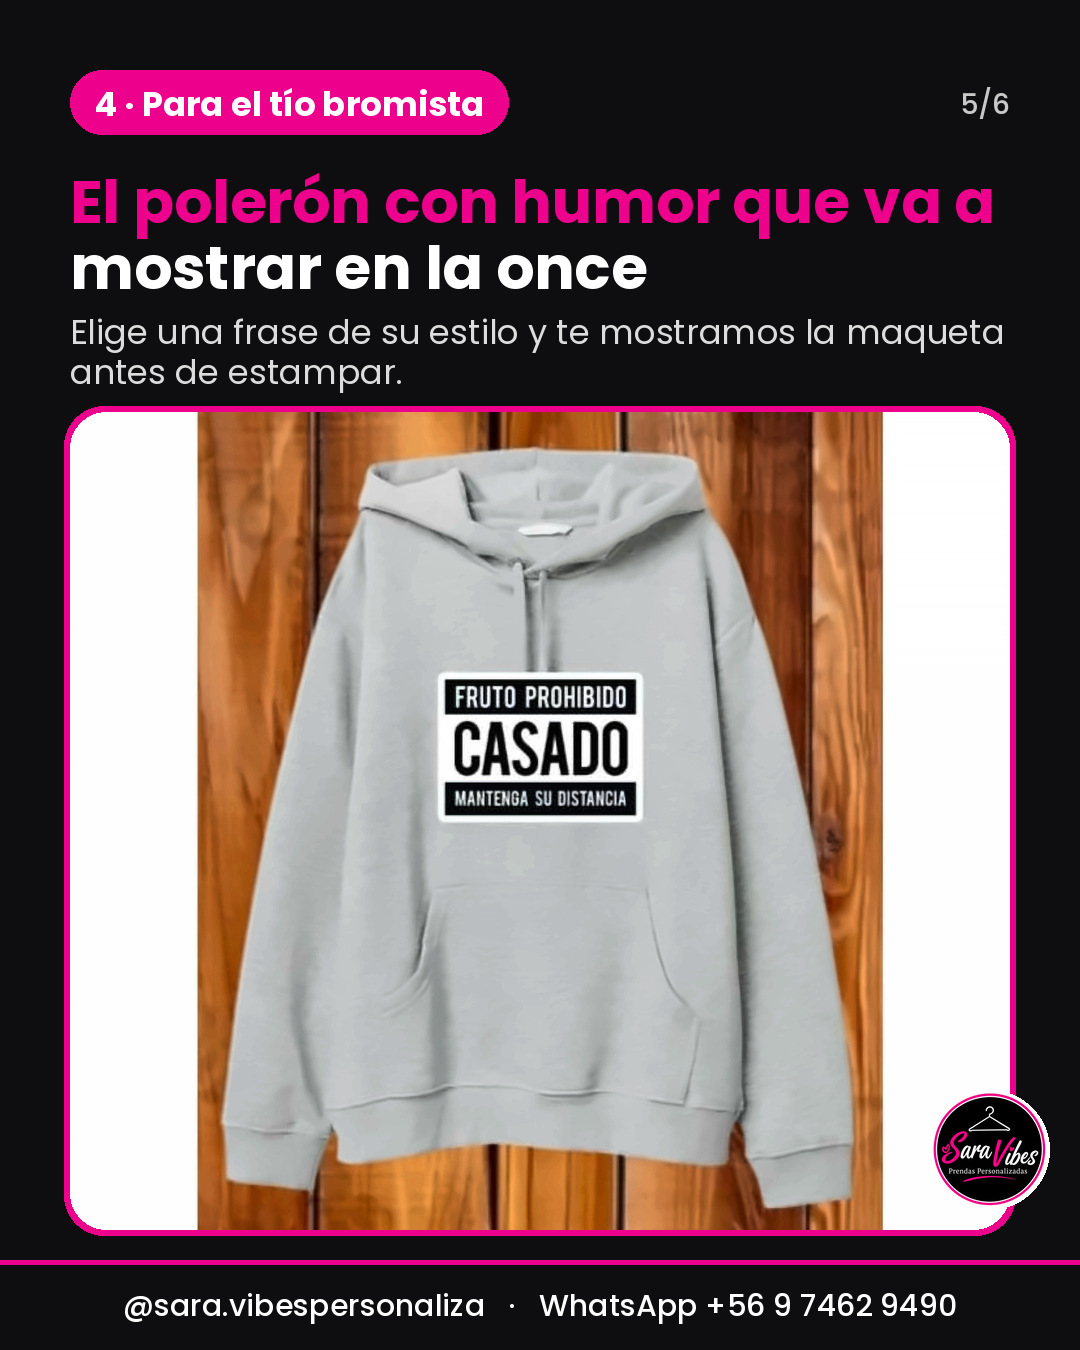 4 · Para el tío bromista
5/6
El polerón con humor que va a
mostrar en la once
Elige una frase de su estilo y te mostramos la maqueta
antes de estampar.
FRUTO PROHIBIDO
CASADO
MANTENGA SU DISTANCIA
Sara Vibes
Prendas Personalizadas
@sara.vibespersonaliza · WhatsApp +56 9 7462 9490